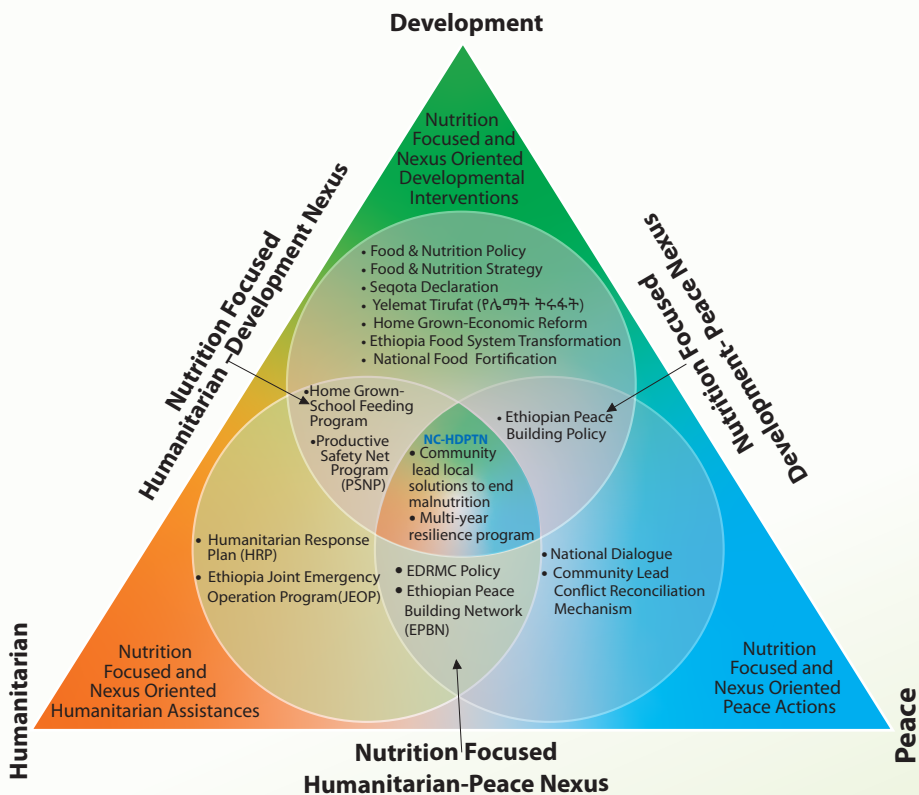 Development
Nutrition
Focused and
Nexus Oriented
Developmental
Interventions
Nutrition Focused
Humanitarian -Development Nexus
Nutrition Focused
Development- Peace Nexus
• Food & Nutrition Policy
• Food & Nutrition Strategy
• Seqota Declaration
• Yelemat Tirufat (የሌማት ትሩፋት)
• Home Grown-Economic Reform
• Ethiopia Food System Transformation
• National Food Fortification
•Home Grown-
School Feeding
Program
•Productive
Safety Net
Program
(PSNP)
• Ethiopian Peace
Building Policy
NC-HDPTN
• Community
lead local
solutions to end
malnutrition
• Multi-year
resilience program
• Humanitarian Response
Plan (HRP)
• Ethiopia Joint Emergency
Operation Program(JEOP)
• EDRMC Policy
• Ethiopian Peace
Building Network
(EPBN)
• National Dialogue
• Community Lead
Conflict Reconciliation
Mechanism
Humanitarian
Nutrition
Focused and
Nexus Oriented
Humanitarian Assistances
Nutrition
Focused and
Nexus Oriented
Peace Actions
Peace
Nutrition Focused
Humanitarian-Peace Nexus